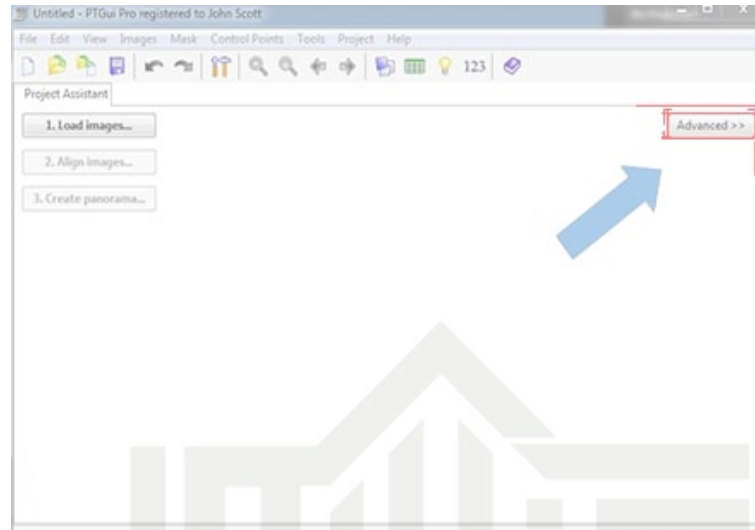 Untitled - PTGui Pro registered to John Scott
File Edit View Images Mask Control Points Tools Project Help
123
Project Assistant
1. Load images...
Advanced >>
2. Align images...
3. Create panorama...